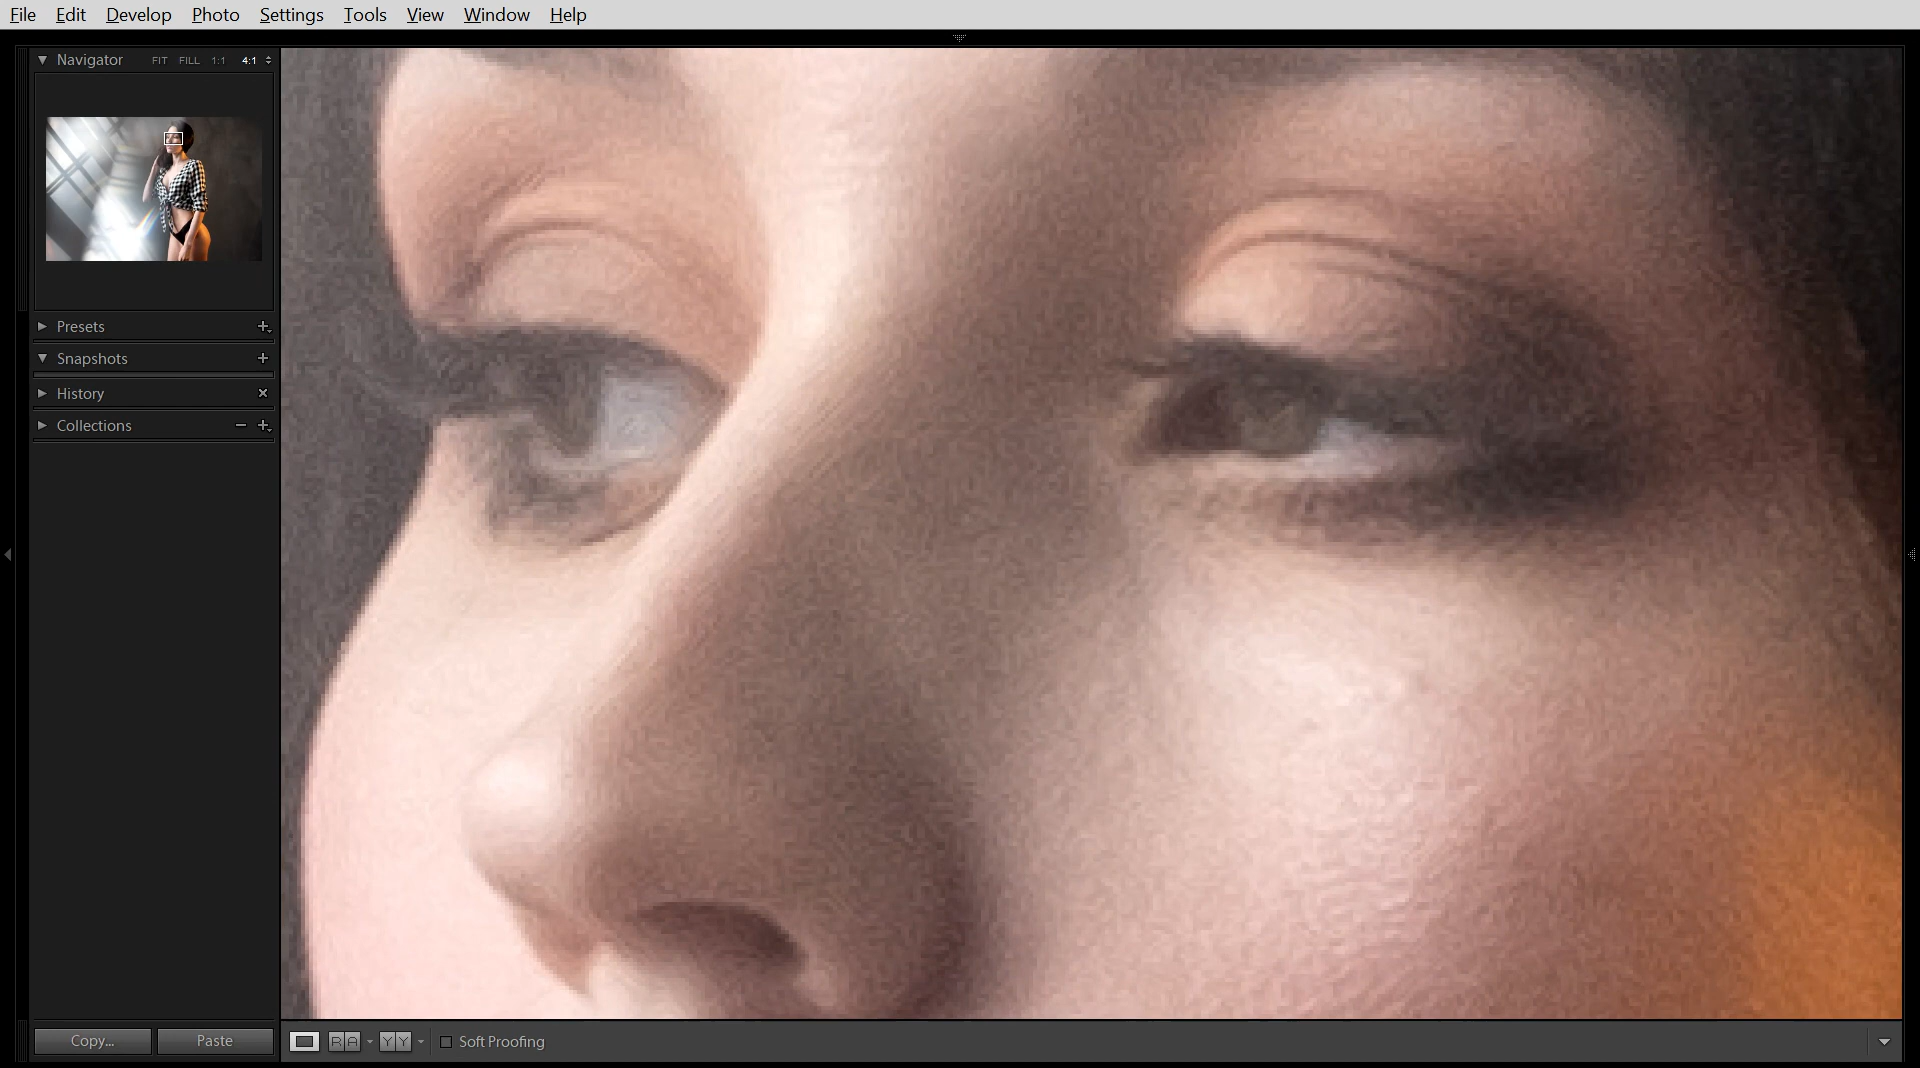 File Edit Develop Photo Settings Tools View Window Help
Navigator FIT FILL 1:1 4:1
Presets
Snapshots
History
Collections
Copy... Paste
R A Y Y Soft Proofing